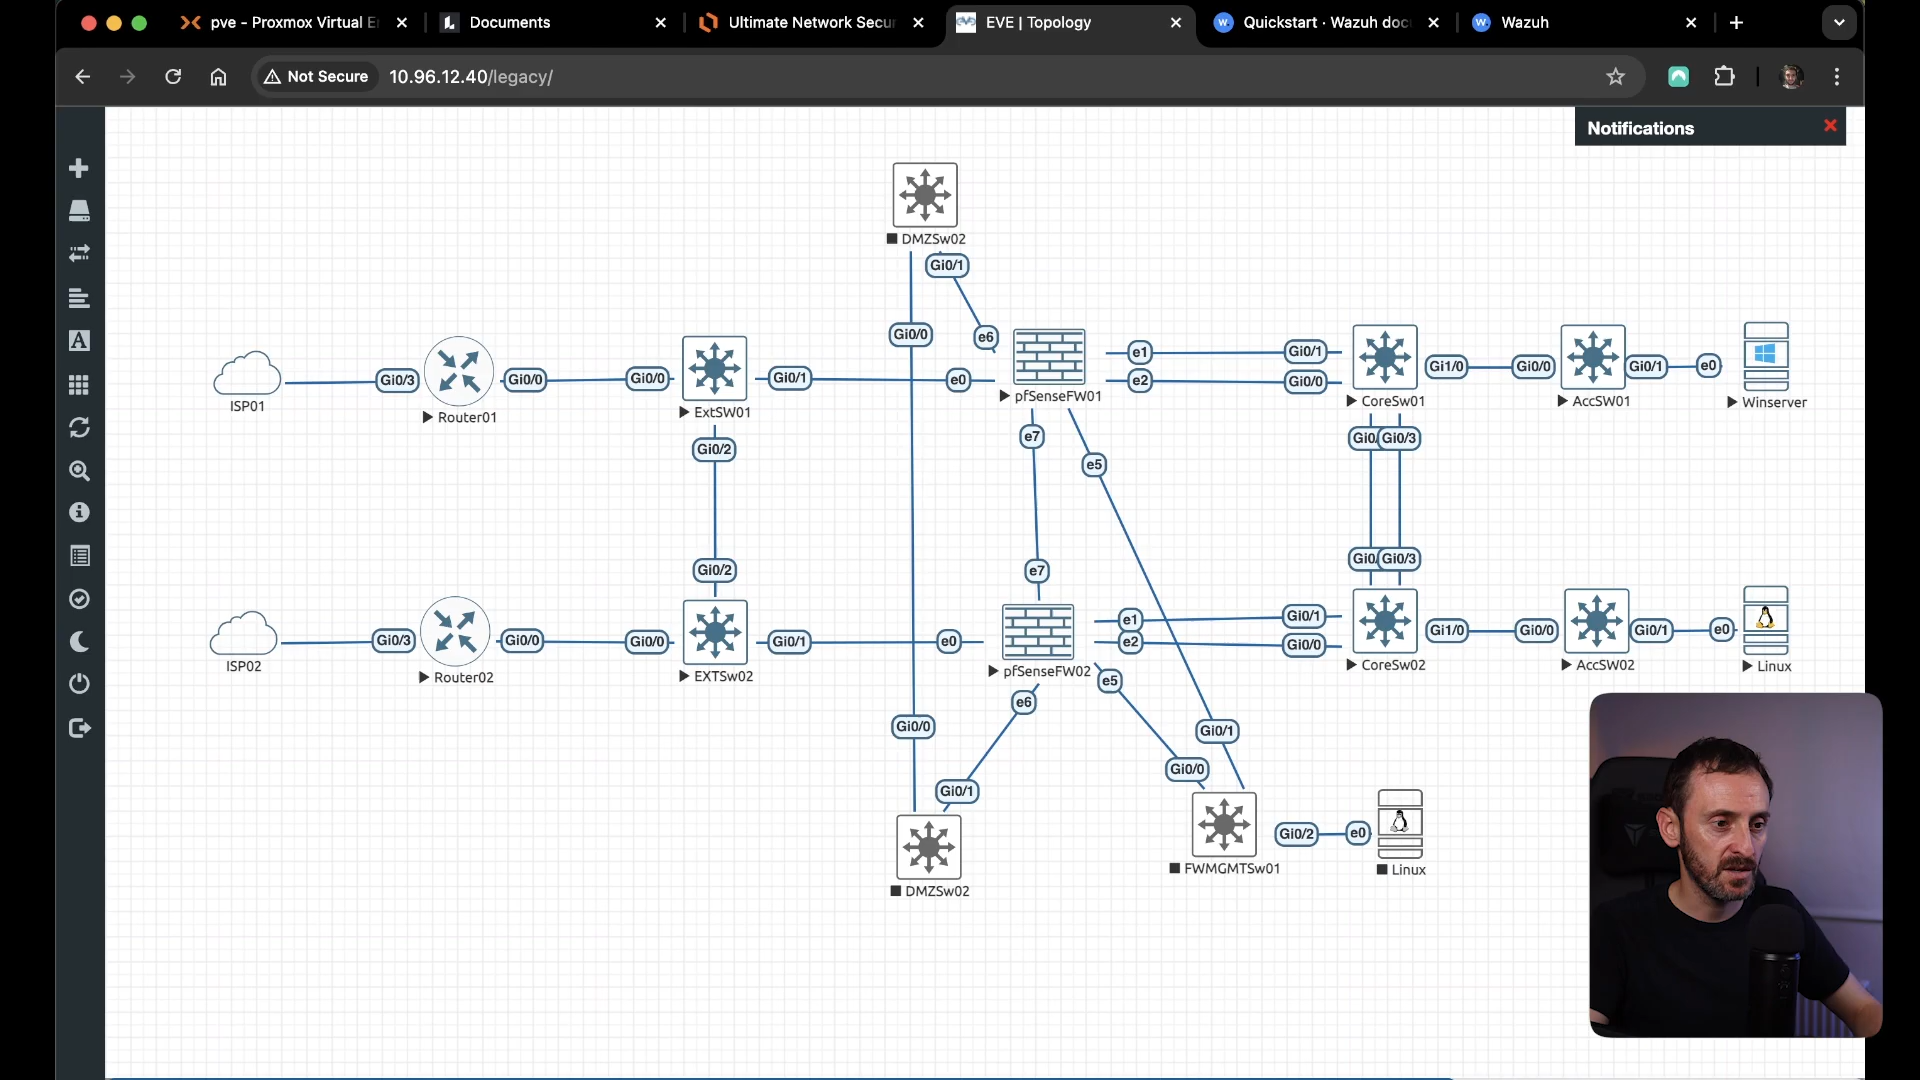 pve - Proxmox Virtual E
Documents
Ultimate Network Secur
EVE | Topology
Quickstart · Wazuh doc
Wazuh
Not Secure
10.96.12.40/legacy/
Notifications
DMZSw02
Gi0/1
Gi0/0
e6
ISP01
Gi0/3
Router01
Gi0/0
Gi0/0
ExtSW01
Gi0/1
e0
pfSenseFW01
e1
e2
Gi0/1
Gi0/0
CoreSw01
Gi1/0
Gi0/0
AccSW01
Gi0/1
e0
Winserver
Gi0/2
e7
e5
Gi0/
Gi0/3
Gi0/2
e7
Gi0/
Gi0/3
ISP02
Gi0/3
Router02
Gi0/0
Gi0/0
EXTSw02
Gi0/1
e0
pfSenseFW02
e1
e2
Gi0/1
Gi0/0
CoreSw02
Gi1/0
Gi0/0
AccSW02
Gi0/1
e0
Linux
e6
e5
Gi0/0
Gi0/1
Gi0/1
Gi0/0
DMZSw02
FWMGMTSw01
Gi0/2
e0
Linux